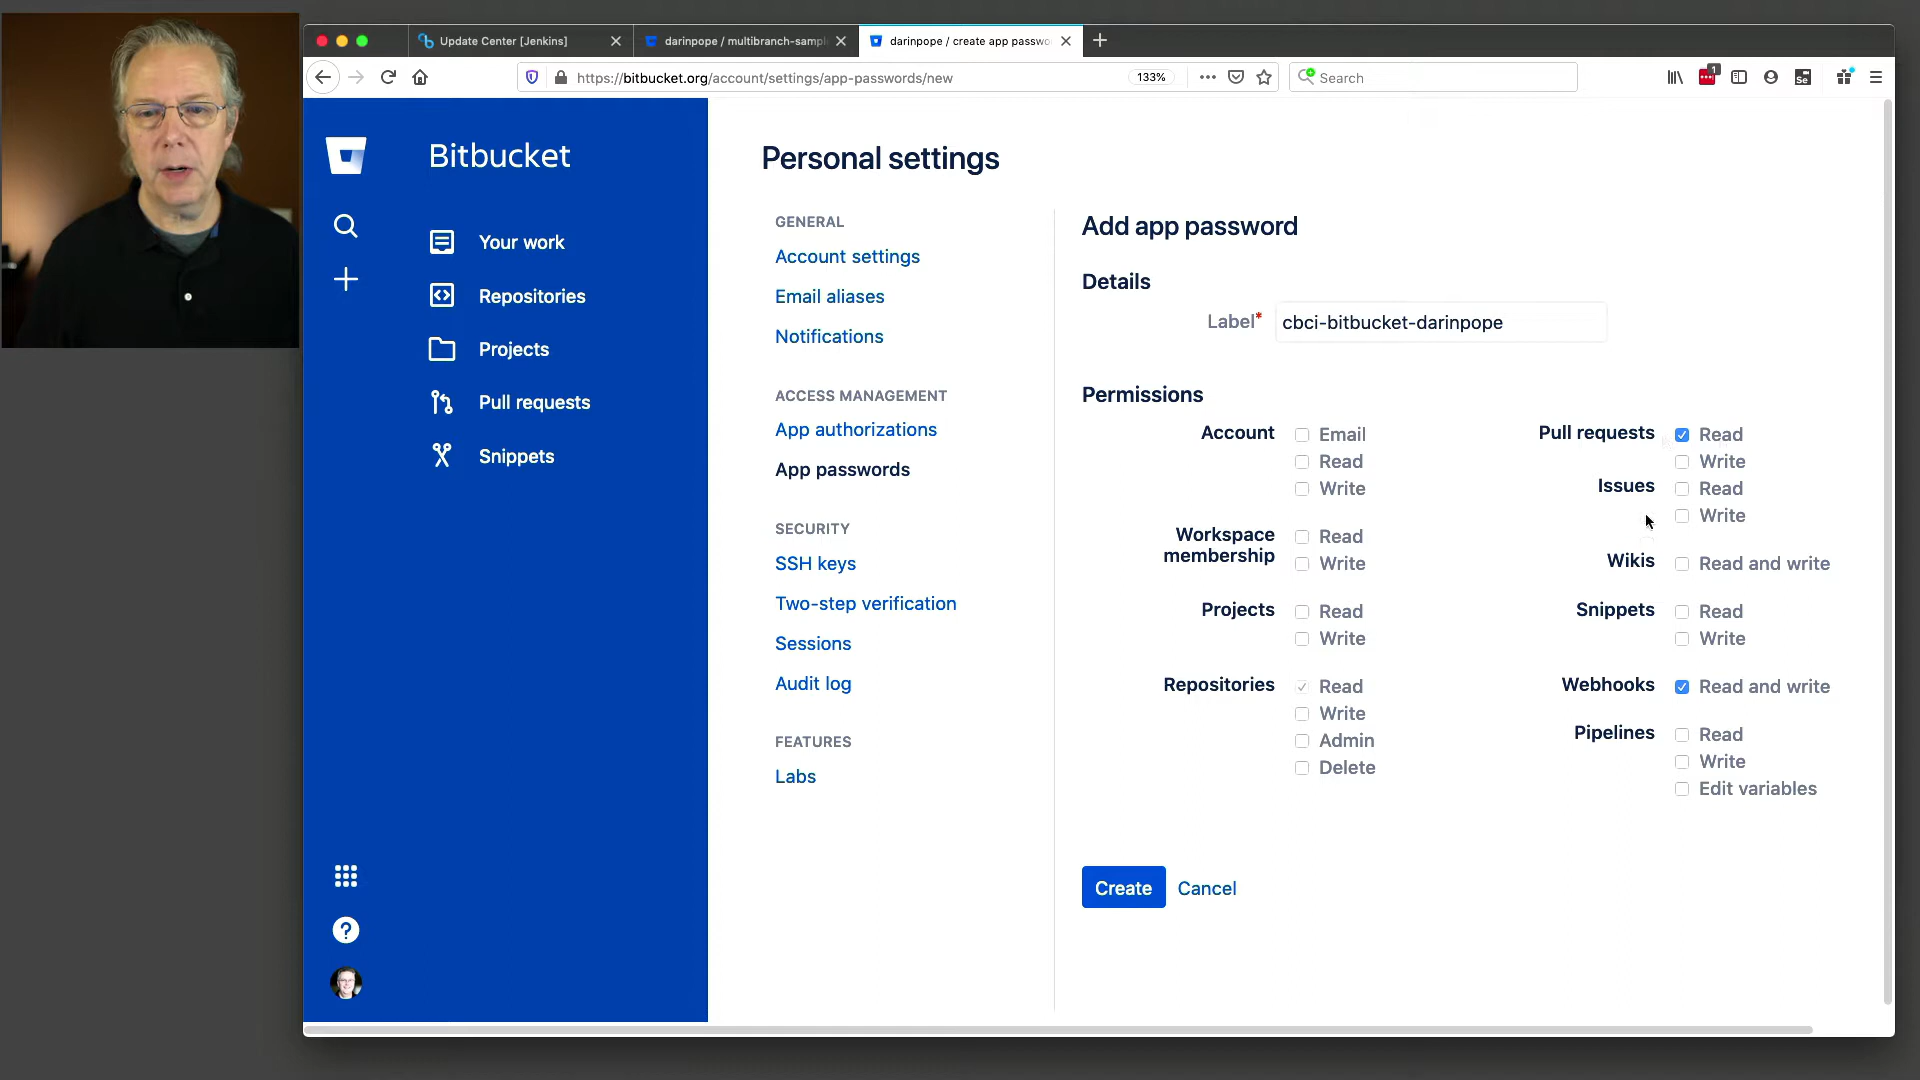 Update Center [Jenkins]
darinpope / multibranch-sampl
darinpope / create app passwo
https://bitbucket.org/account/settings/app-passwords/new
133%
Search
1
Se
Bitbucket
Your work
Repositories
Projects
Pull requests
Snippets
Personal settings
GENERAL
Account settings
Email aliases
Notifications
ACCESS MANAGEMENT
App authorizations
App passwords
SECURITY
SSH keys
Two-step verification
Sessions
Audit log
FEATURES
Labs
Add app password
Details
Label*
cbci-bitbucket-darinpope
Permissions
Account
Email
Read
Write
Workspace
membership
Read
Write
Projects
Read
Write
Repositories
Read
Write
Admin
Delete
Pull requests
Read
Write
Issues
Read
Write
Wikis
Read and write
Snippets
Read
Write
Webhooks
Read and write
Pipelines
Read
Write
Edit variables
Create
Cancel